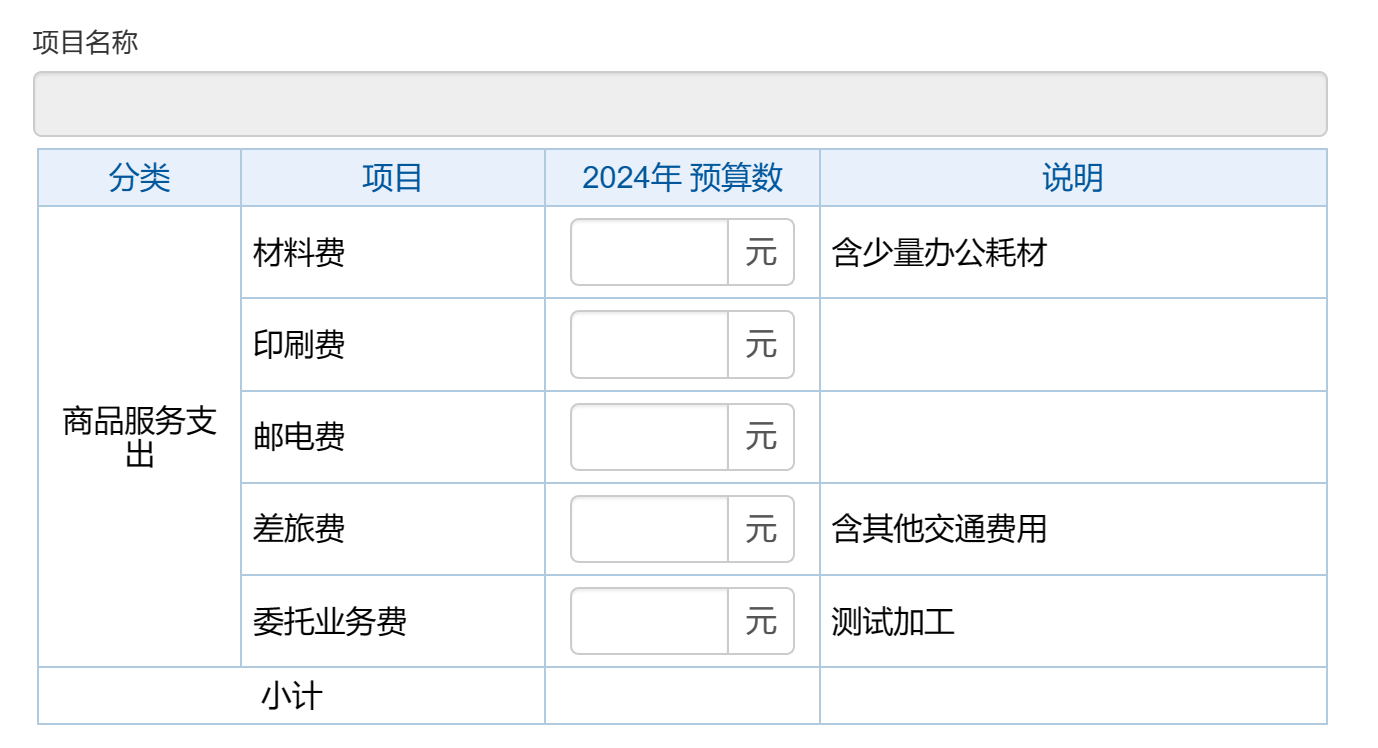 项目名称
分类 项目 2024年 预算数 说明
材料费 元 含少量办公耗材
印刷费 元
商品服务支
出
邮电费 元
差旅费 元 含其他交通费用
委托业务费 元 测试加工
小计